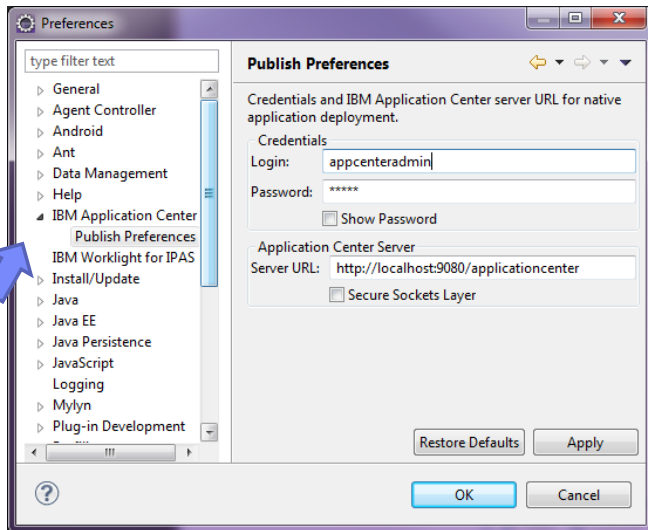 Preferences
type filter text
General
Agent Controller
Android
Ant
Data Management
Help
IBM Application Center
Publish Preferences
IBM Worklight for IPAS
Install/Update
Java
Java EE
Java Persistence
JavaScript
Logging
Mylyn
Plug-in Development
Publish Preferences
Credentials and IBM Application Center server URL for native
application deployment.
Credentials
Login: appcenteradmin
Password: *****
Show Password
Application Center Server
Server URL: http://localhost:9080/applicationcenter
Secure Sockets Layer
Restore Defaults Apply
? OK Cancel